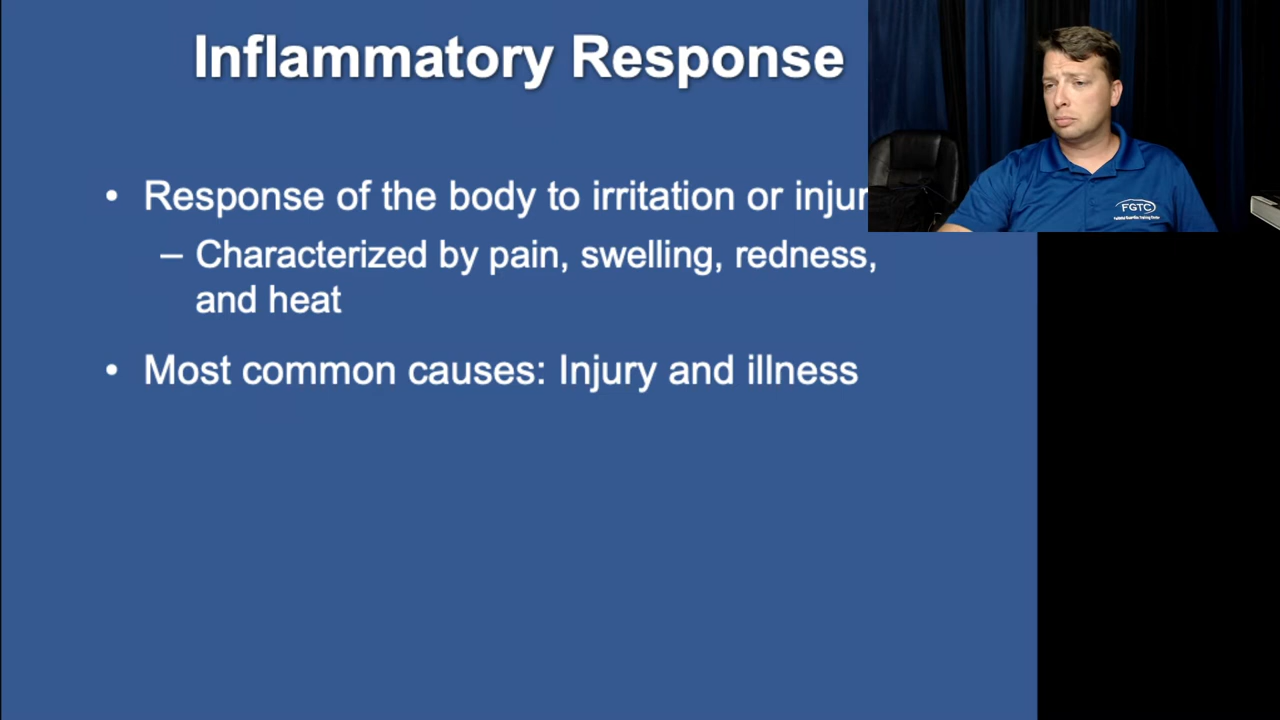 Inflammatory Response
• Response of the body to irritation or injur
– Characterized by pain, swelling, redness,
and heat
• Most common causes: Injury and illness
FGTC